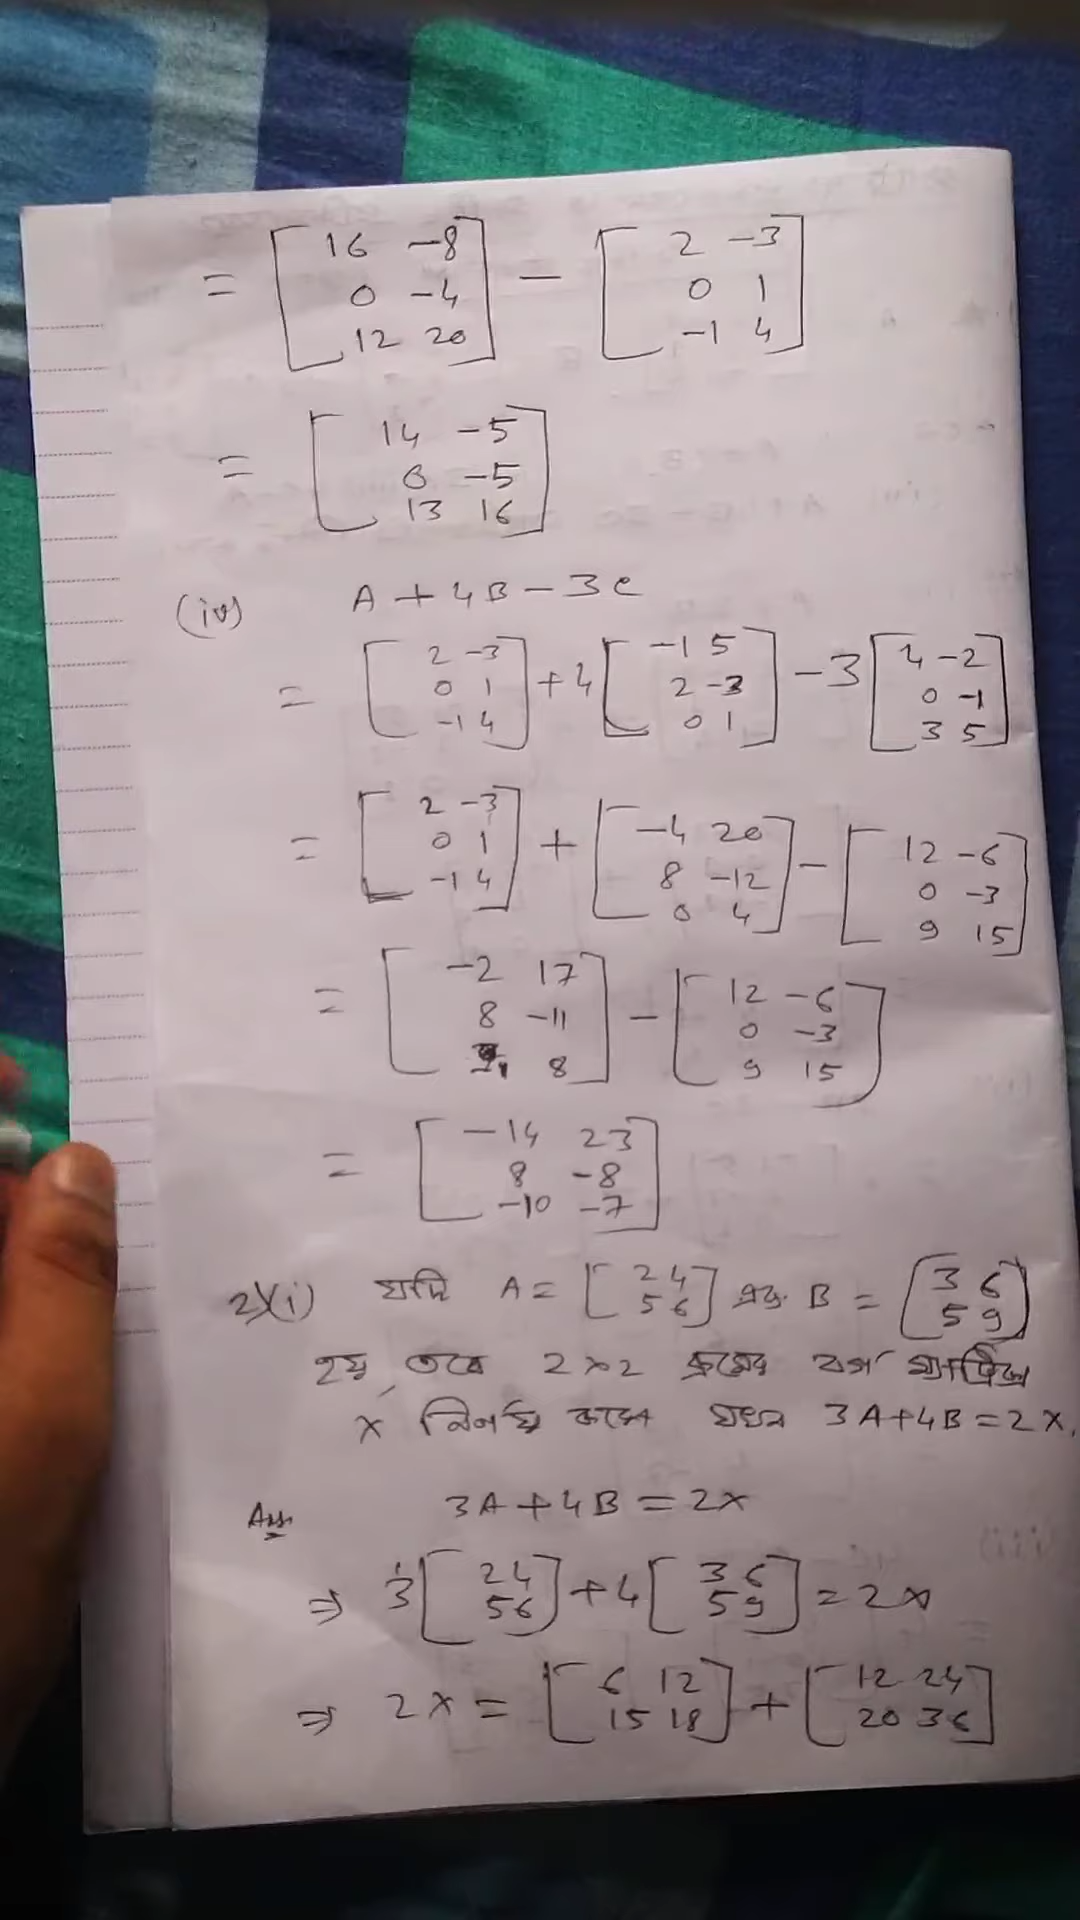 = [16 -8
0 -4
12 20] - [2 -3
0 1
-1 4]
= [14 -5
0 -5
13 16]
(iv) A + 4B - 3C
= [2 -3
0 1
-1 4] + 4 [-1 5
2 -3
0 1] - 3 [4 -2
0 -1
3 5]
= [2 -3
0 1
-1 4] + [-4 20
8 -12
0 4] - [12 -6
0 -3
9 15]
= [-2 17
8 -11
-1 8] - [12 -6
0 -3
9 15]
= [-14 23
8 -8
-10 -7]
2)(i) যদি A = [2 4
5 6] এবং B = [3 6
5 9]
হয়, তবে 2×2 ক্রমের বর্গ ম্যাট্রিক্স
X নির্ণয় করো যখন 3A+4B=2X.
Ans 3A+4B=2X
⇒ 3 [2 4
5 6] + 4 [3 6
5 9] = 2X
⇒ 2X = [6 12
15 18] + [12 24
20 36]